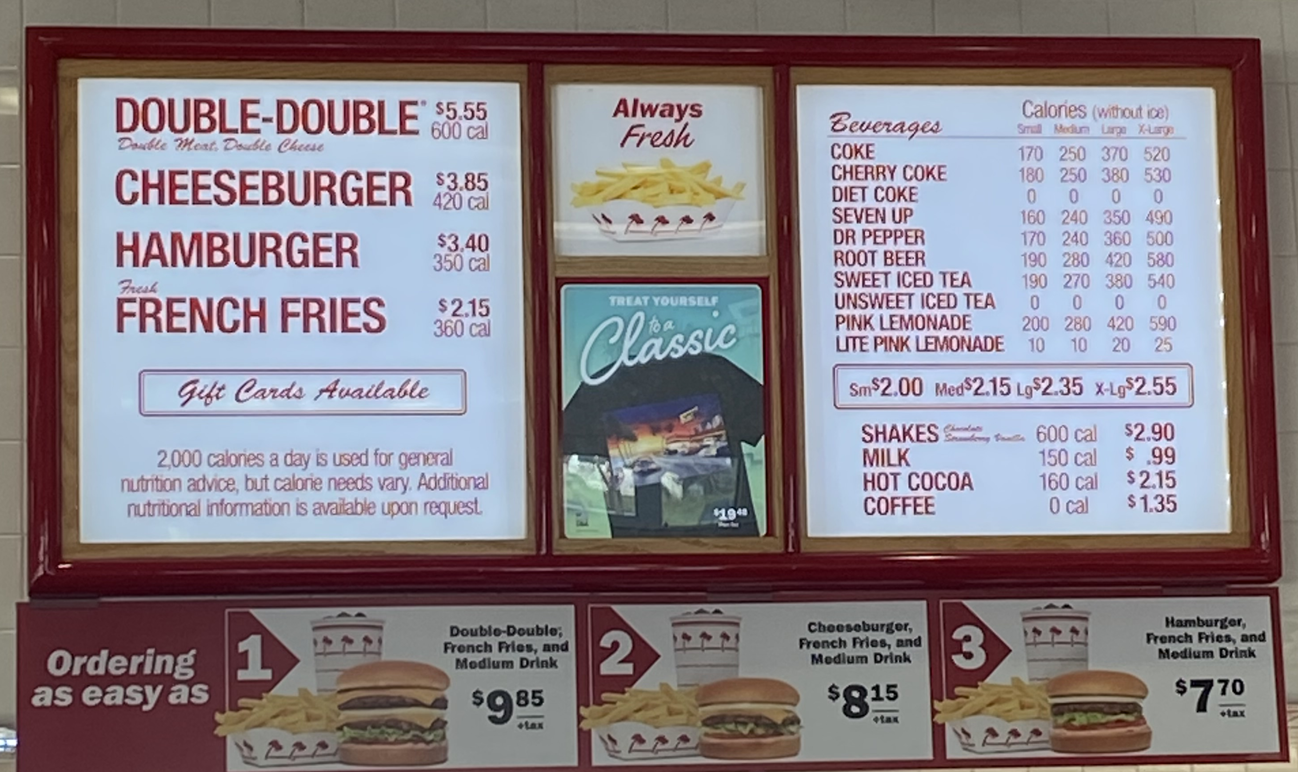 DOUBLE-DOUBLE® $5.55
Double Meat, Double Cheese 600 cal
CHEESEBURGER $3.85
420 cal
HAMBURGER $3.40
350 cal
Fresh
FRENCH FRIES $2.15
360 cal
Gift Cards Available
2,000 calories a day is used for general
nutrition advice, but calorie needs vary. Additional
nutritional information is available upon request.
Always
Fresh
TREAT YOURSELF
to a
Classic
$19.48
Beverages Calories (without ice)
Small Medium Large X-Large
COKE 170 250 370 520
CHERRY COKE 180 250 380 530
DIET COKE 0 0 0 0
SEVEN UP 160 240 350 490
DR PEPPER 170 240 360 500
ROOT BEER 190 280 420 580
SWEET ICED TEA 190 270 380 540
UNSWEET ICED TEA 0 0 0 0
PINK LEMONADE 200 280 420 590
LITE PINK LEMONADE 10 10 20 25
Sm$2.00 Med$2.15 Lg$2.35 X-Lg$2.55
SHAKES Chocolate Strawberry Vanilla 600 cal $2.90
MILK 150 cal $ .99
HOT COCOA 160 cal $2.15
COFFEE 0 cal $1.35
Ordering
as easy as
1
Double-Double,®
French Fries, and
Medium Drink
$9.85
+tax
2
Cheeseburger,
French Fries, and
Medium Drink
$8.15
+tax
3
Hamburger,
French Fries, and
Medium Drink
$7.70
+tax